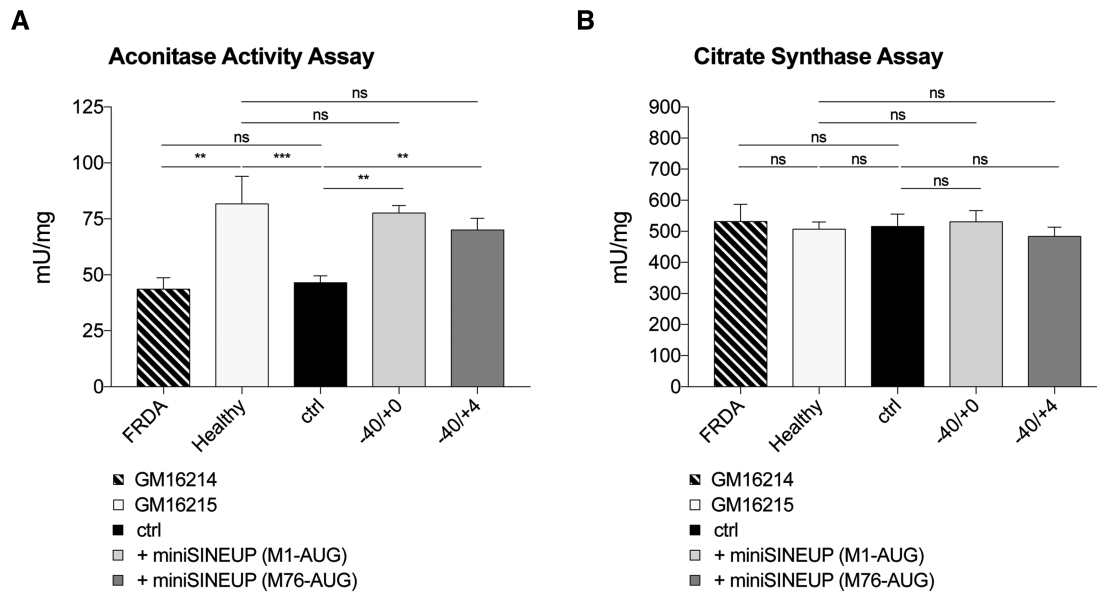 A
Aconitase Activity Assay
ns
ns
ns
** *** **
**
mU/mg
125
100
75
50
25
0
FRDA Healthy ctrl -40/+0 -40/+4
GM16214
GM16215
ctrl
+ miniSINEUP (M1-AUG)
+ miniSINEUP (M76-AUG)
B
Citrate Synthase Assay
ns
ns
ns
ns ns ns
ns
mU/mg
900
800
700
600
500
400
300
200
100
0
FRDA Healthy ctrl -40/+0 -40/+4
GM16214
GM16215
ctrl
+ miniSINEUP (M1-AUG)
+ miniSINEUP (M76-AUG)